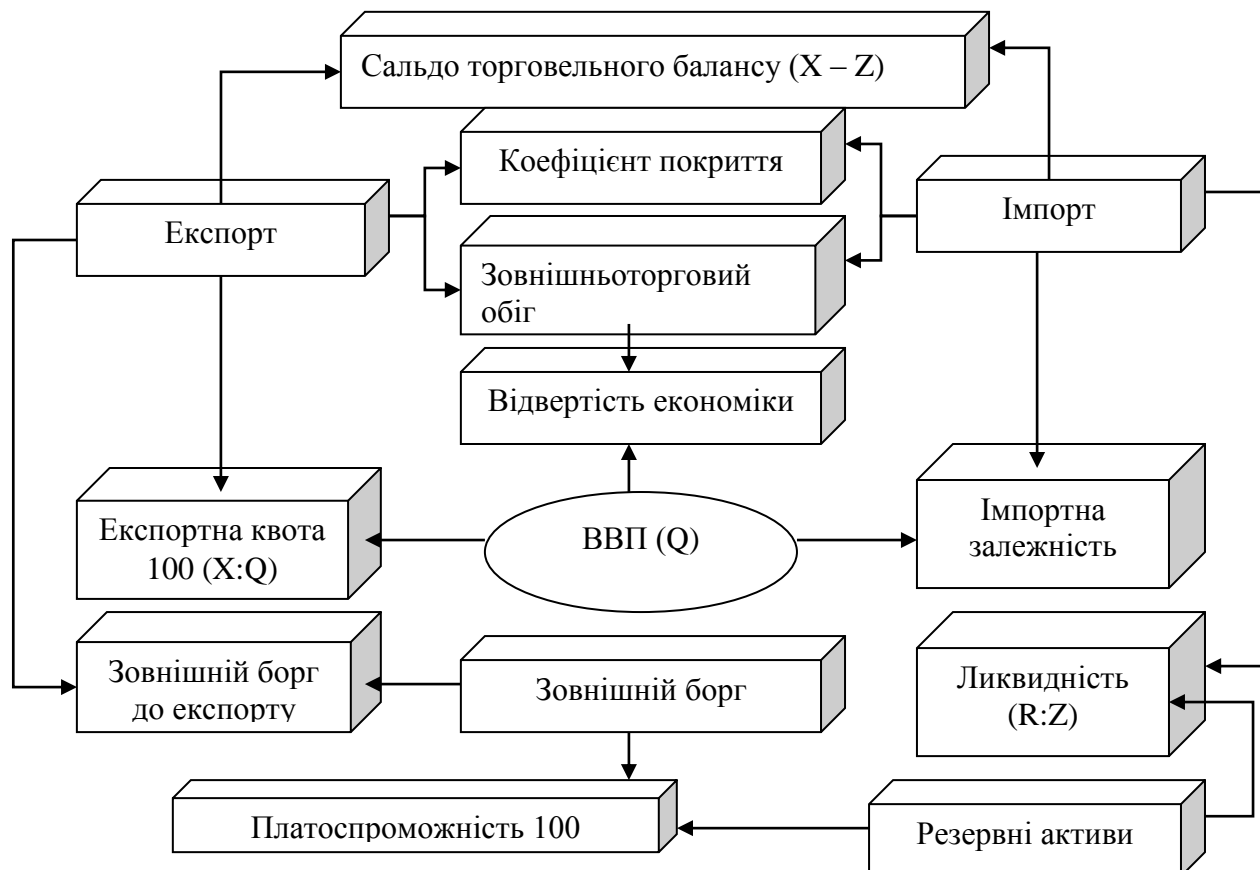 Сальдо торговельного балансу (X – Z)
Коефіцієнт покриття
Експорт
Імпорт
Зовнішньоторговий
обіг
Відвертість економіки
Експортна квота
100 (X:Q)
ВВП (Q)
Імпортна
залежність
Зовнішній борг
до експорту
Зовнішній борг
Ликвидність
(R:Z)
Платоспроможність 100
Резервні активи